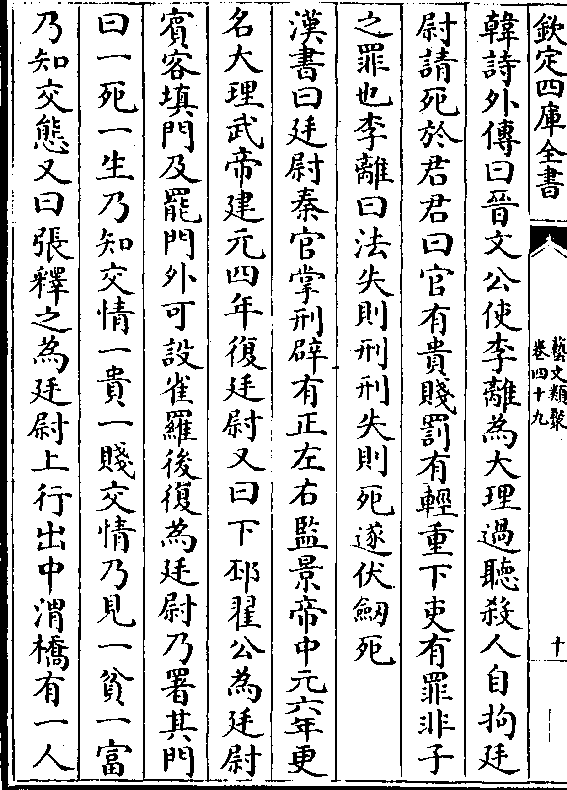 欽定四庫全書
藝文類聚
卷四十九
十
韓詩外傳曰晉文公使李離為大理過聽殺人自拘廷
尉請死於君君曰官有貴賤罰有輕重下吏有罪非子
之罪也李離曰法失則刑刑失則死遂伏劒死
漢書曰廷尉秦官掌刑辟有正左右監景帝中元六年更
名大理武帝建元四年復廷尉又曰下邳翟公為廷尉
賓客填門及罷門外可設雀羅後復為廷尉乃署其門
曰一死一生乃知交情一貴一賤交情乃見一貧一富
乃知交態又曰張釋之為廷尉上行出中渭橋有一人